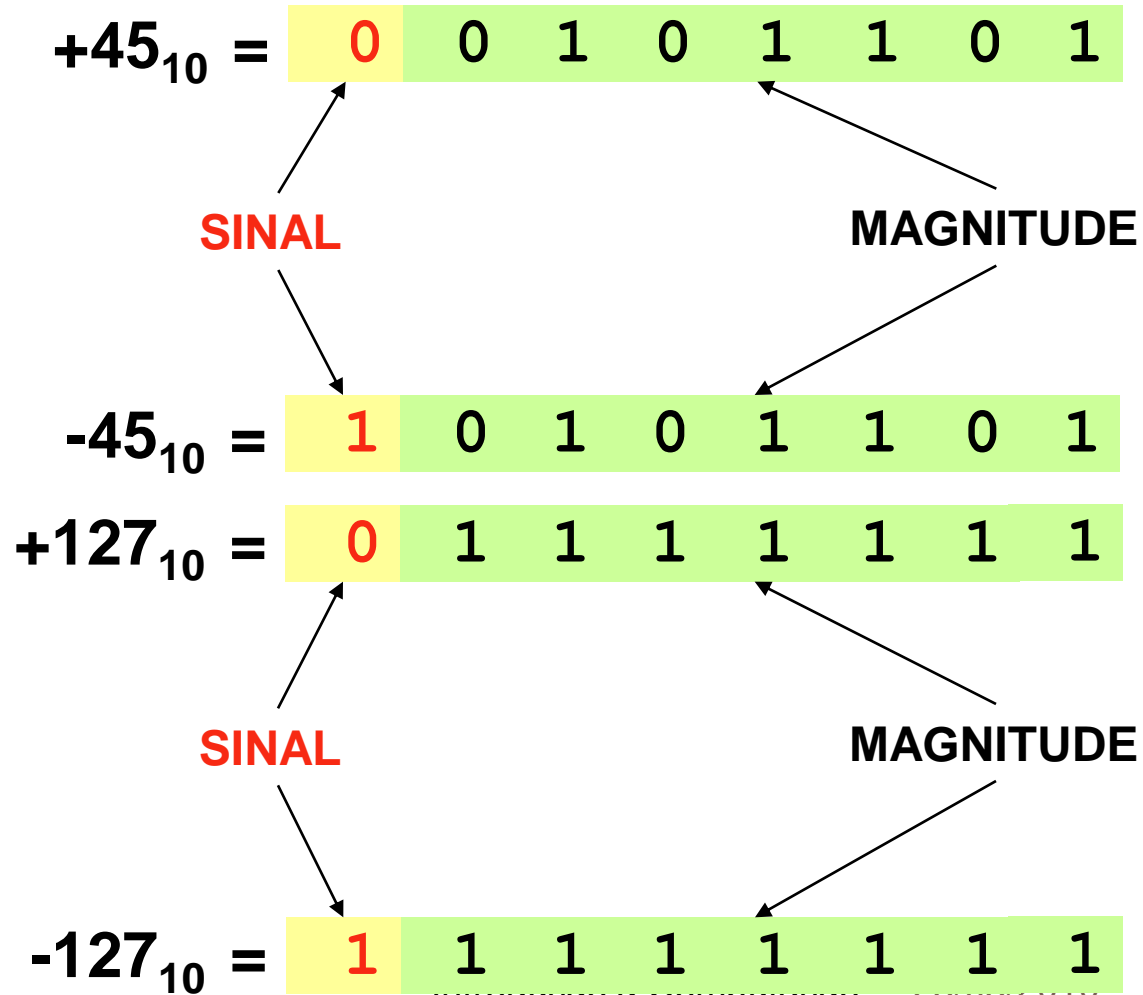 +45₁₀ = 0 0 1 0 1 1 0 1
SINAL MAGNITUDE
-45₁₀ = 1 0 1 0 1 1 0 1
+127₁₀ = 0 1 1 1 1 1 1 1
SINAL MAGNITUDE
-127₁₀ = 1 1 1 1 1 1 1 1